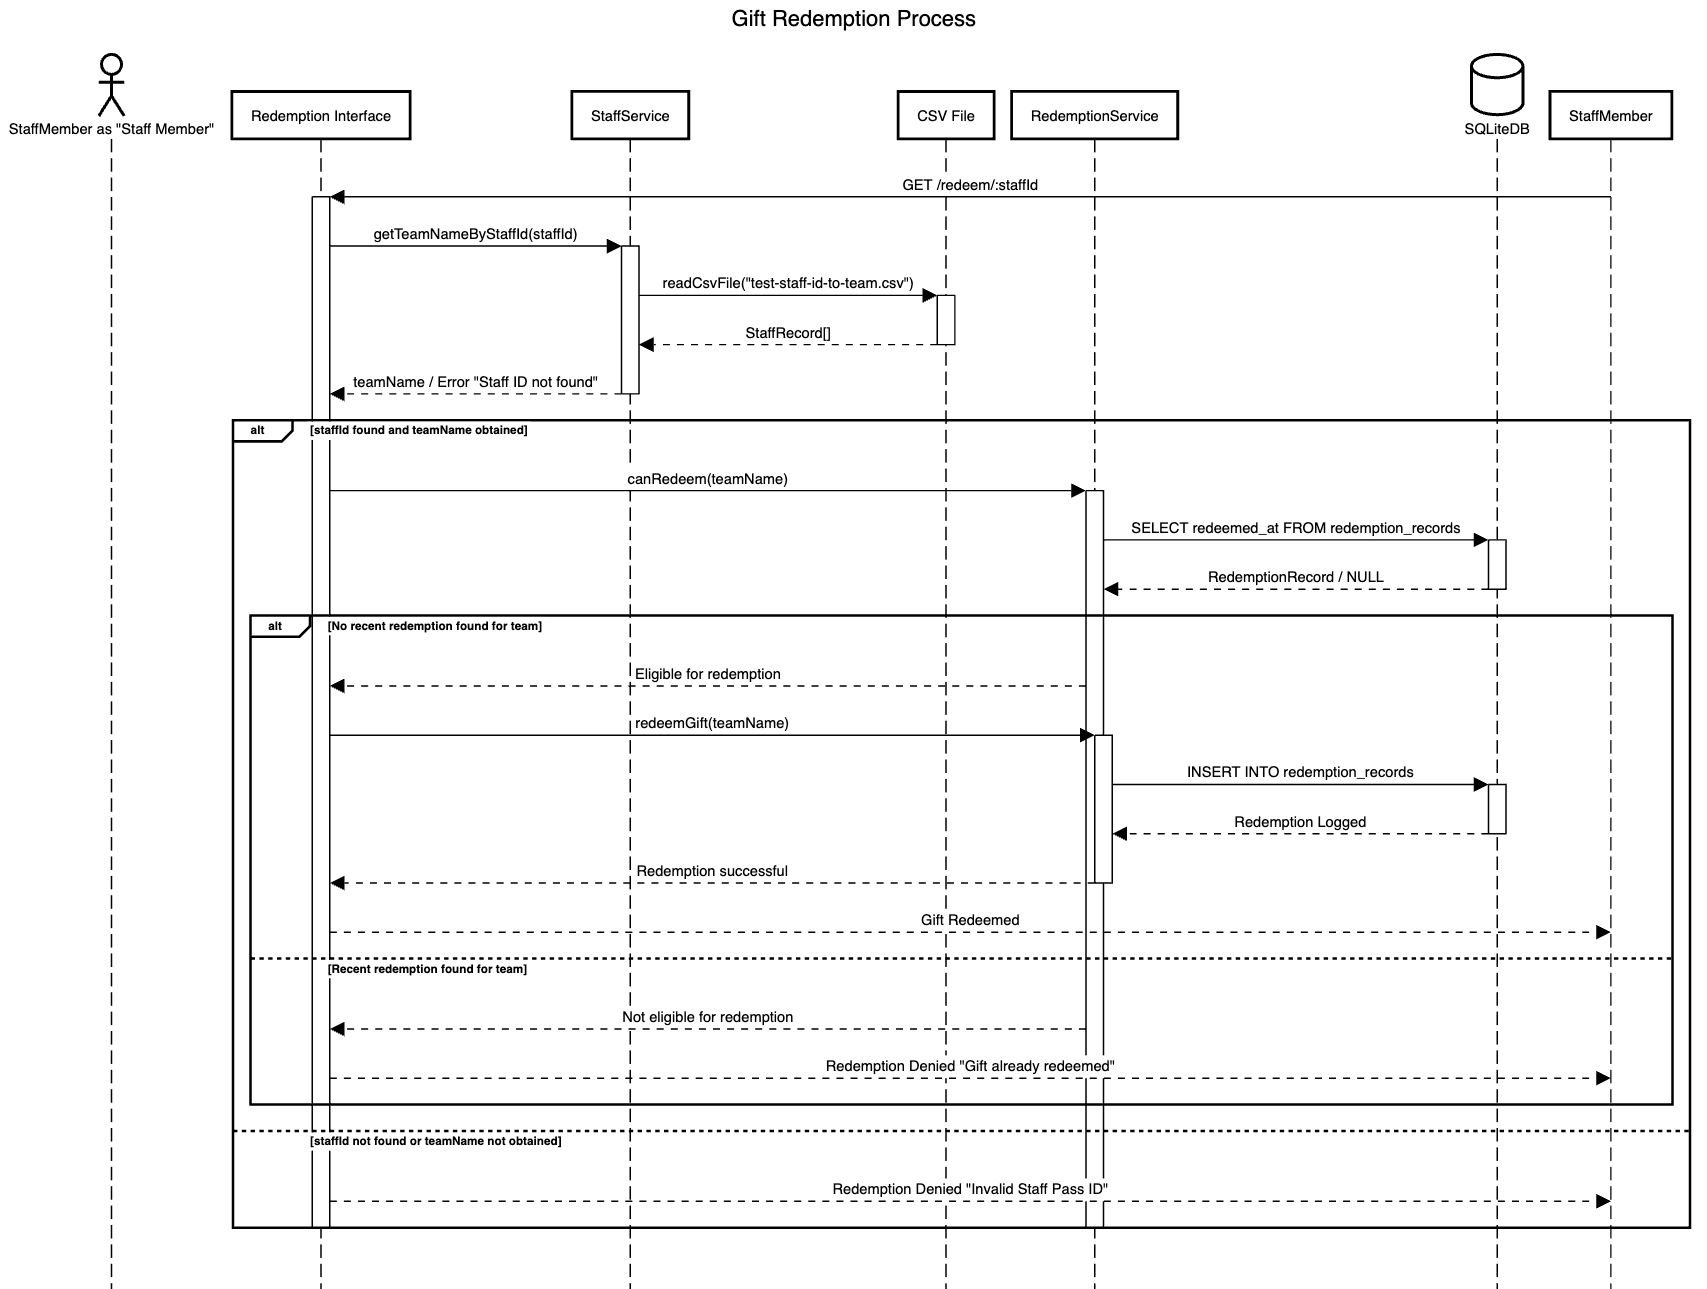 Gift Redemption Process
StaffMember as "Staff Member"
Redemption Interface
StaffService
CSV File
RedemptionService
SQLiteDB
StaffMember
GET /redeem/:staffId
getTeamNameByStaffId(staffId)
readCsvFile("test-staff-id-to-team.csv")
StaffRecord[]
teamName / Error "Staff ID not found"
alt
[staffId found and teamName obtained]
canRedeem(teamName)
SELECT redeemed_at FROM redemption_records
RedemptionRecord / NULL
alt
[No recent redemption found for team]
Eligible for redemption
redeemGift(teamName)
INSERT INTO redemption_records
Redemption Logged
Redemption successful
Gift Redeemed
[Recent redemption found for team]
Not eligible for redemption
Redemption Denied "Gift already redeemed"
[staffId not found or teamName not obtained]
Redemption Denied "Invalid Staff Pass ID"